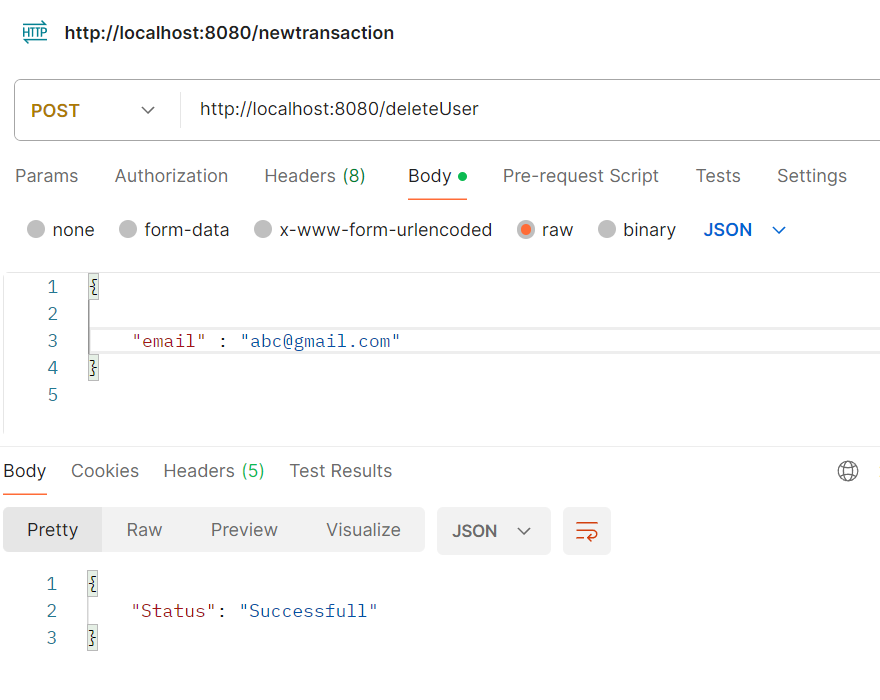 HTTP http://localhost:8080/newtransaction
POST http://localhost:8080/deleteUser
Params Authorization Headers (8) Body Pre-request Script Tests Settings
none form-data x-www-form-urlencoded raw binary JSON
1 {
2
3 "email" : "abc@gmail.com"
4 }
5
Body Cookies Headers (5) Test Results
Pretty Raw Preview Visualize JSON
1 {
2 "Status": "Successfull"
3 }